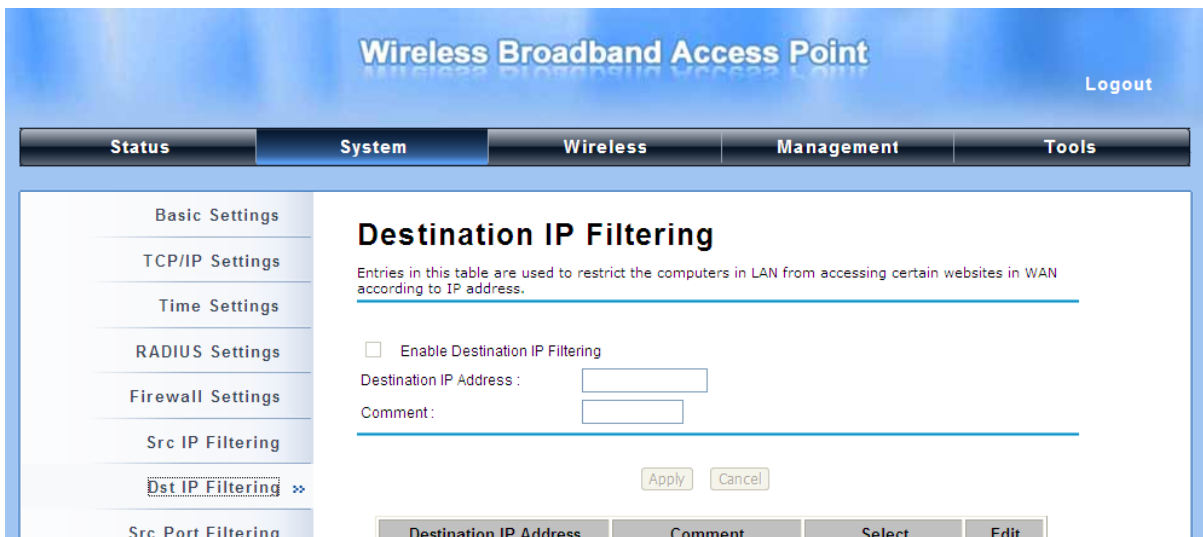 Wireless Broadband Access Point
Logout
Status System Wireless Management Tools
Basic Settings
TCP/IP Settings
Time Settings
RADIUS Settings
Firewall Settings
Src IP Filtering
Dst IP Filtering »
Src Port Filtering
Destination IP Filtering
Entries in this table are used to restrict the computers in LAN from accessing certain websites in WAN
according to IP address.
Enable Destination IP Filtering
Destination IP Address :
Comment :
Apply Cancel
Destination IP Address Comment Select Edit